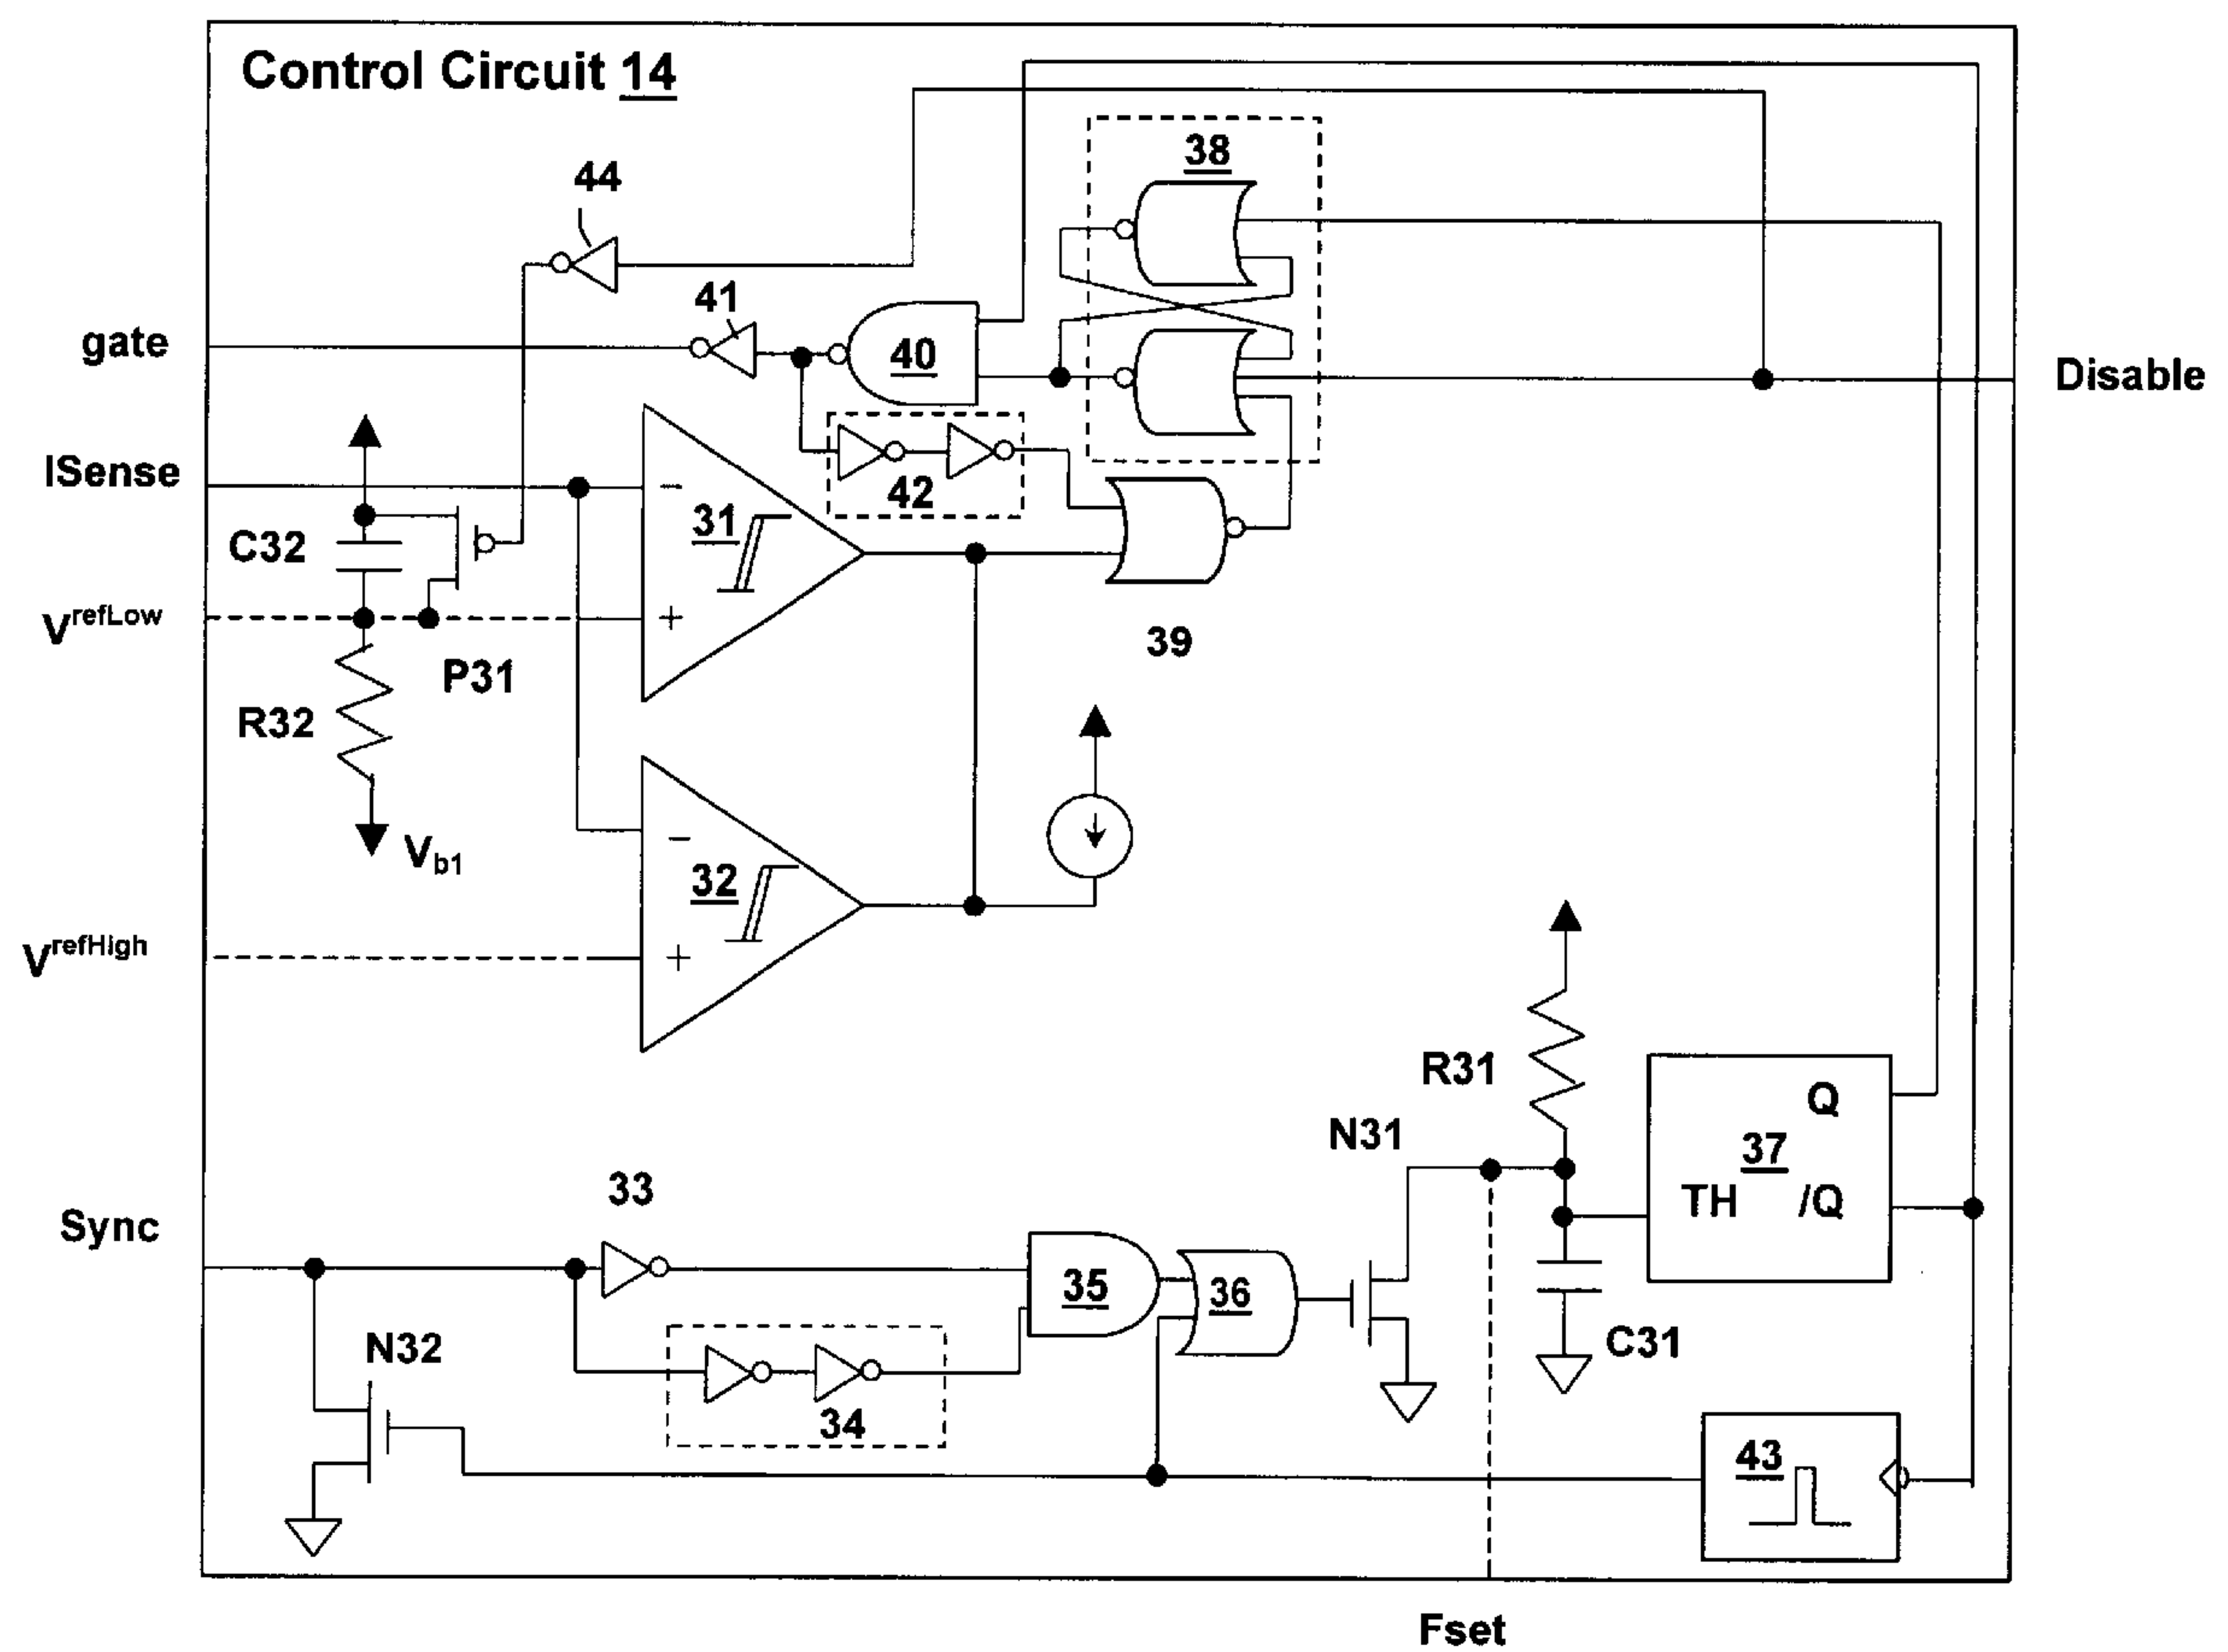 Control Circuit 14
38
44
41
gate
40
Disable
ISense
42
31
C32
VrefLow
39
P31
R32
Vb1
32
VrefHigh
R31
Q
N31
37
TH /Q
33
Sync
35
36
C31
N32
34
43
Fset